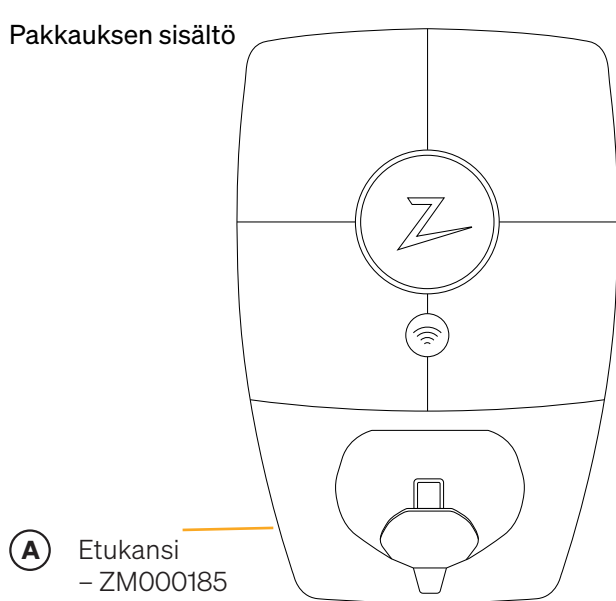 Pakkauksen sisältö
A Etukansi
– ZM000185